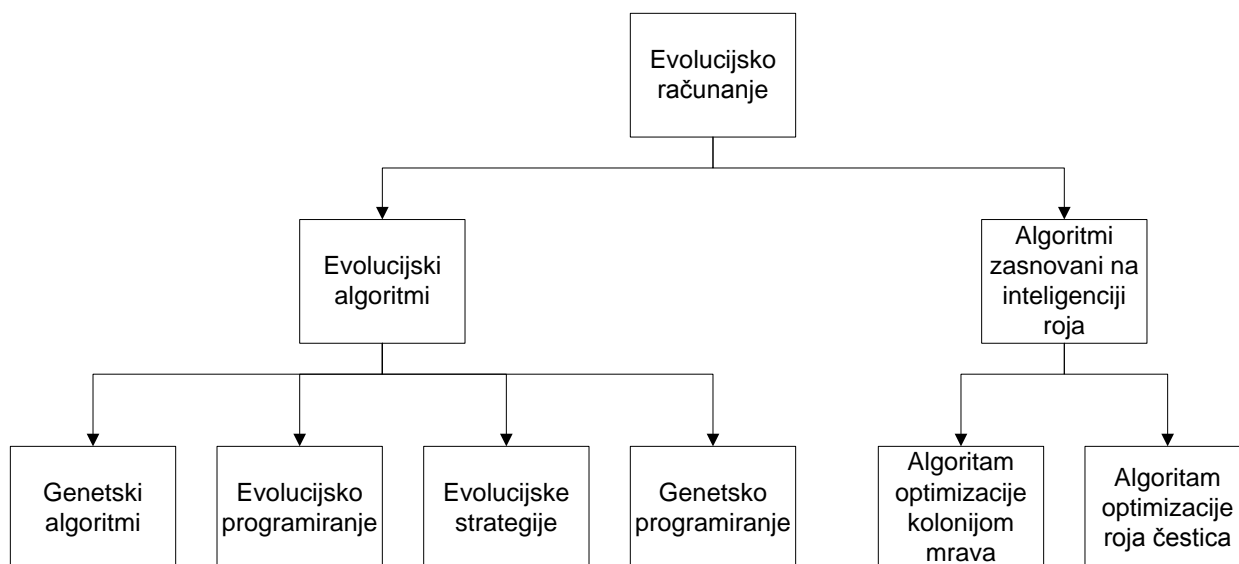 Evolucijsko
računanje
Evolucijski
algoritmi
Algoritmi
zasnovani na
inteligenciji
roja
Genetski
algoritmi
Evolucijsko
programiranje
Evolucijske
strategije
Genetsko
programiranje
Algoritam
optimizacije
kolonijom
mrava
Algoritam
optimizacije
roja čestica